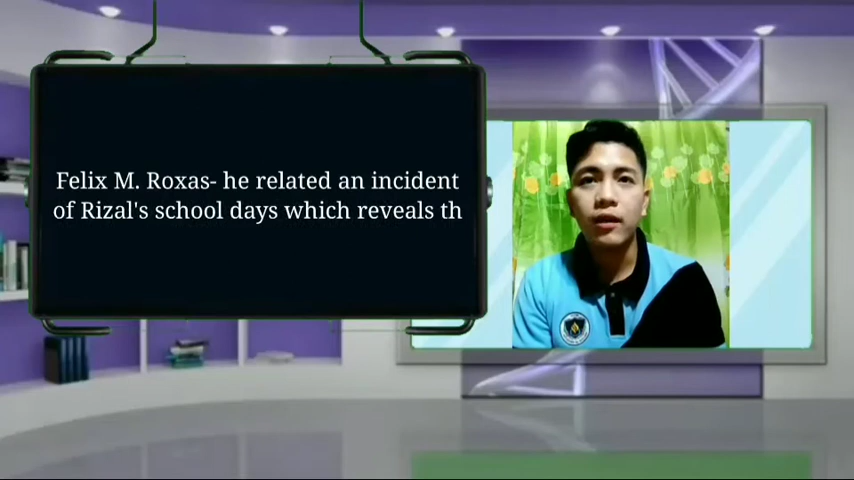 Felix M. Roxas- he related an incident
of Rizal's school days which reveals th